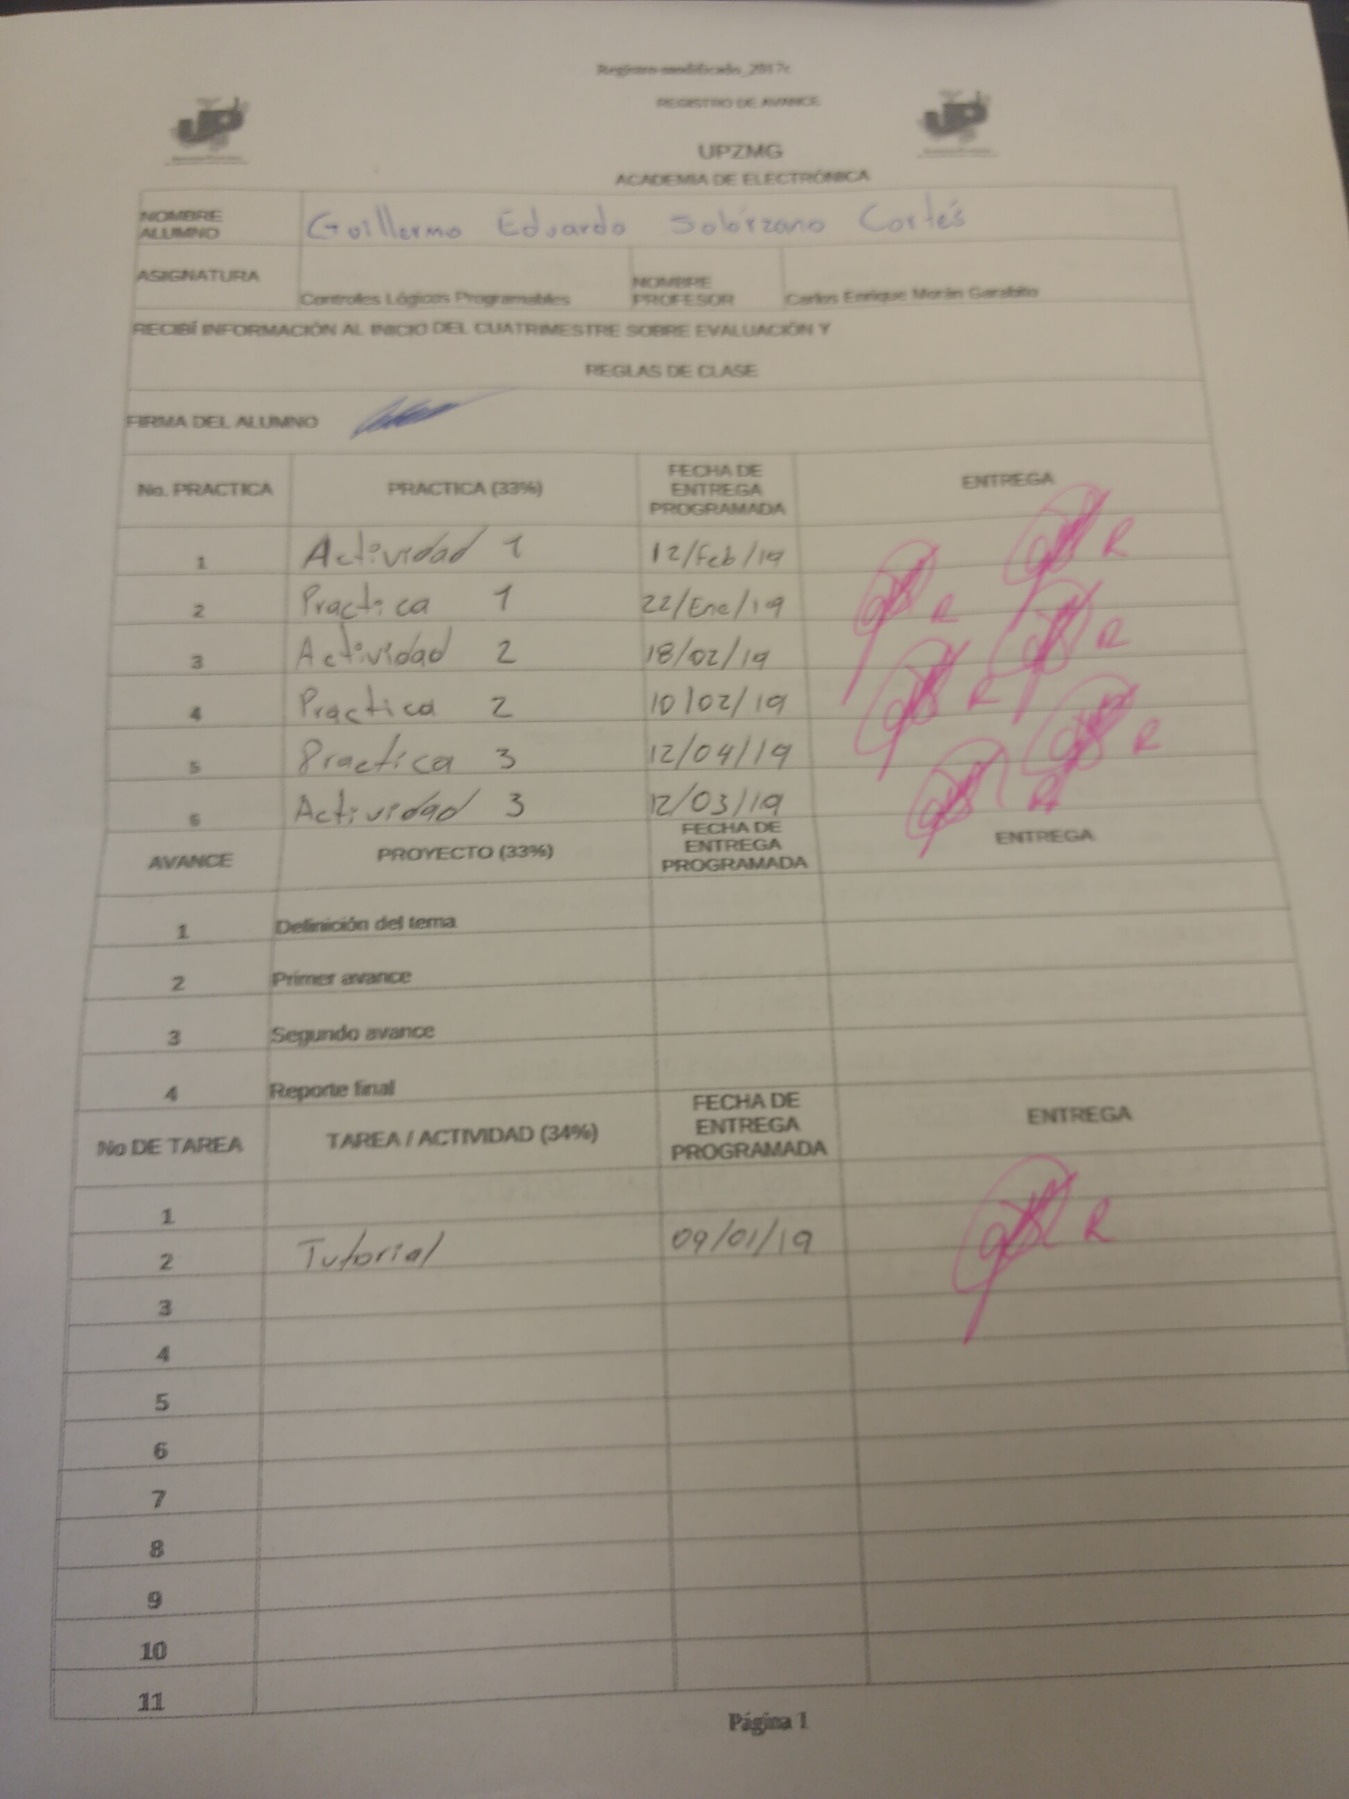 Registro modificado_2017c
REGISTRO DE AVANCE
UPZMG
ACADEMIA DE ELECTRÓNICA
NOMBRE ALUMNO Guillermo Eduardo Solórzano Cortés
ASIGNATURA Controles Lógicos Programables NOMBRE PROFESOR Carlos Enrique Morán Garabito
RECIBÍ INFORMACIÓN AL INICIO DEL CUATRIMESTRE SOBRE EVALUACIÓN Y
REGLAS DE CLASE
FIRMA DEL ALUMNO
No. PRACTICA PRACTICA (33%) FECHA DE ENTREGA PROGRAMADA ENTREGA
1 Actividad 1 12/Feb/19 R
2 Practica 1 22/Ene/19 R
3 Actividad 2 18/02/19 R
4 Practica 2 10/02/19 R
5 Practica 3 12/04/19 R
6 Actividad 3 12/03/19 R
AVANCE PROYECTO (33%) FECHA DE ENTREGA PROGRAMADA ENTREGA
1 Definición del tema
2 Primer avance
3 Segundo avance
4 Reporte final
No DE TAREA TAREA / ACTIVIDAD (34%) FECHA DE ENTREGA PROGRAMADA ENTREGA
1
2 Tutorial 09/01/19 R
3
4
5
6
7
8
9
10
11
Página 1